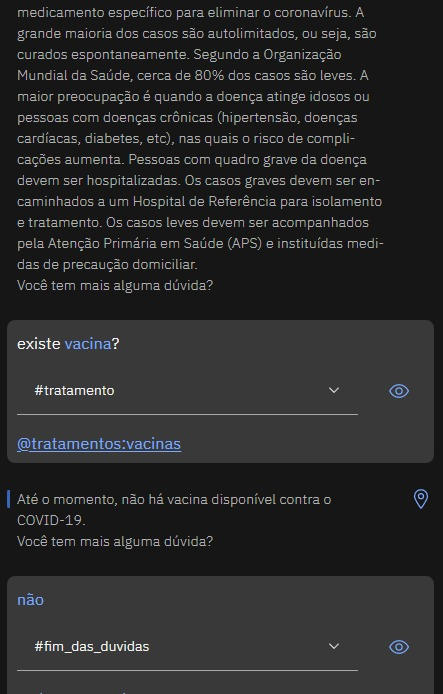 medicamento específico para eliminar o coronavírus. A
grande maioria dos casos são autolimitados, ou seja, são
curados espontaneamente. Segundo a Organização
Mundial da Saúde, cerca de 80% dos casos são leves. A
maior preocupação é quando a doença atinge idosos ou
pessoas com doenças crônicas (hipertensão, doenças
cardíacas, diabetes, etc), nas quais o risco de compli-
cações aumenta. Pessoas com quadro grave da doença
devem ser hospitalizadas. Os casos graves devem ser en-
caminhados a um Hospital de Referência para isolamento
e tratamento. Os casos leves devem ser acompanhados
pela Atenção Primária em Saúde (APS) e instituídas medi-
das de precaução domiciliar.
Você tem mais alguma dúvida?
existe vacina?
#tratamento
@tratamentos:vacinas
Até o momento, não há vacina disponível contra o
COVID-19.
Você tem mais alguma dúvida?
não
#fim_das_duvidas